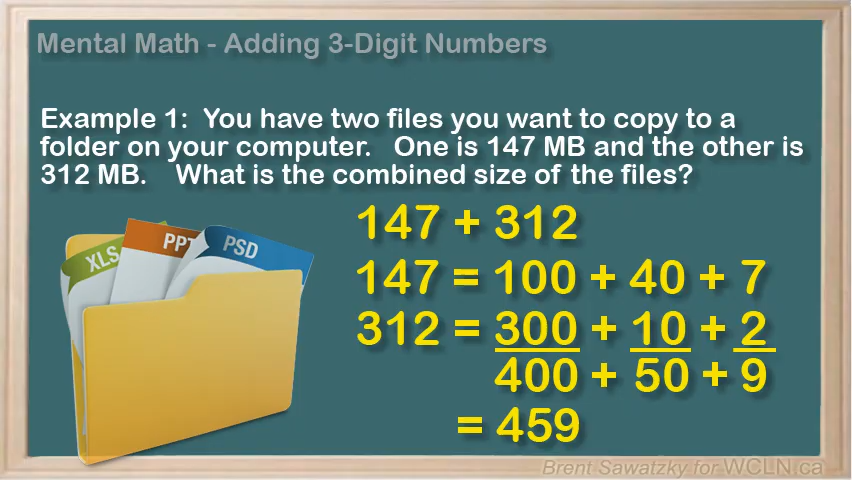 Mental Math - Adding 3-Digit Numbers
Example 1:  You have two files you want to copy to a
folder on your computer.   One is 147 MB and the other is
312 MB.    What is the combined size of the files?
147 + 312
147 = 100 + 40 + 7
312 = 300 + 10 + 2
400 + 50 + 9
= 459
XLS
PPT
PSD
Brent Sawatzky for WCLN.ca